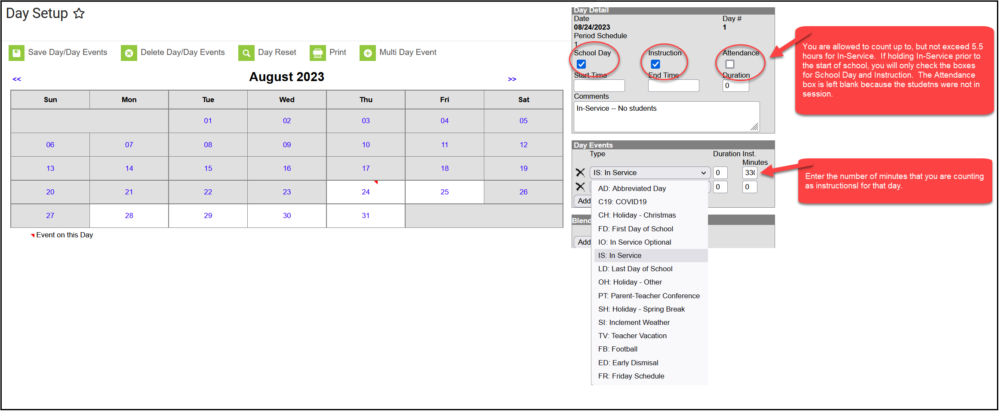 Day Setup
Save Day/Day Events
Delete Day/Day Events
Day Reset
Print
Multi Day Event
<<
August 2023
>>
Sun Mon Tue Wed Thu Fri Sat
01 02 03 04 05
06 07 08 09 10 11 12
13 14 15 16 17 18 19
20 21 22 23 24 25 26
27 28 29 30 31
Event on this Day
Day Detail
Date Day #
08/24/2023 1
Period Schedule
1
School Day Instruction Attendance
Start Time End Time Duration
0
Comments
In-Service -- No students
Day Events
Type Duration Inst.
Minutes
IS: In Service 0 330
0 0
Add
Blend
Add
AD: Abbreviated Day
C19: COVID19
CH: Holiday - Christmas
FD: First Day of School
IO: In Service Optional
IS: In Service
LD: Last Day of School
OH: Holiday - Other
PT: Parent-Teacher Conference
SH: Holiday - Spring Break
SI: Inclement Weather
TV: Teacher Vacation
FB: Football
ED: Early Dismisal
FR: Friday Schedule
You are allowed to count up to, but not exceed 5.5
hours for In-Service.  If holding In-Service prior to
the start of school, you will only check the boxes
for School Day and Instruction.  The Attendance
box is left blank because the studetns were not in
session.
Enter the number of minutes that you are counting
as instructionsl for that day.